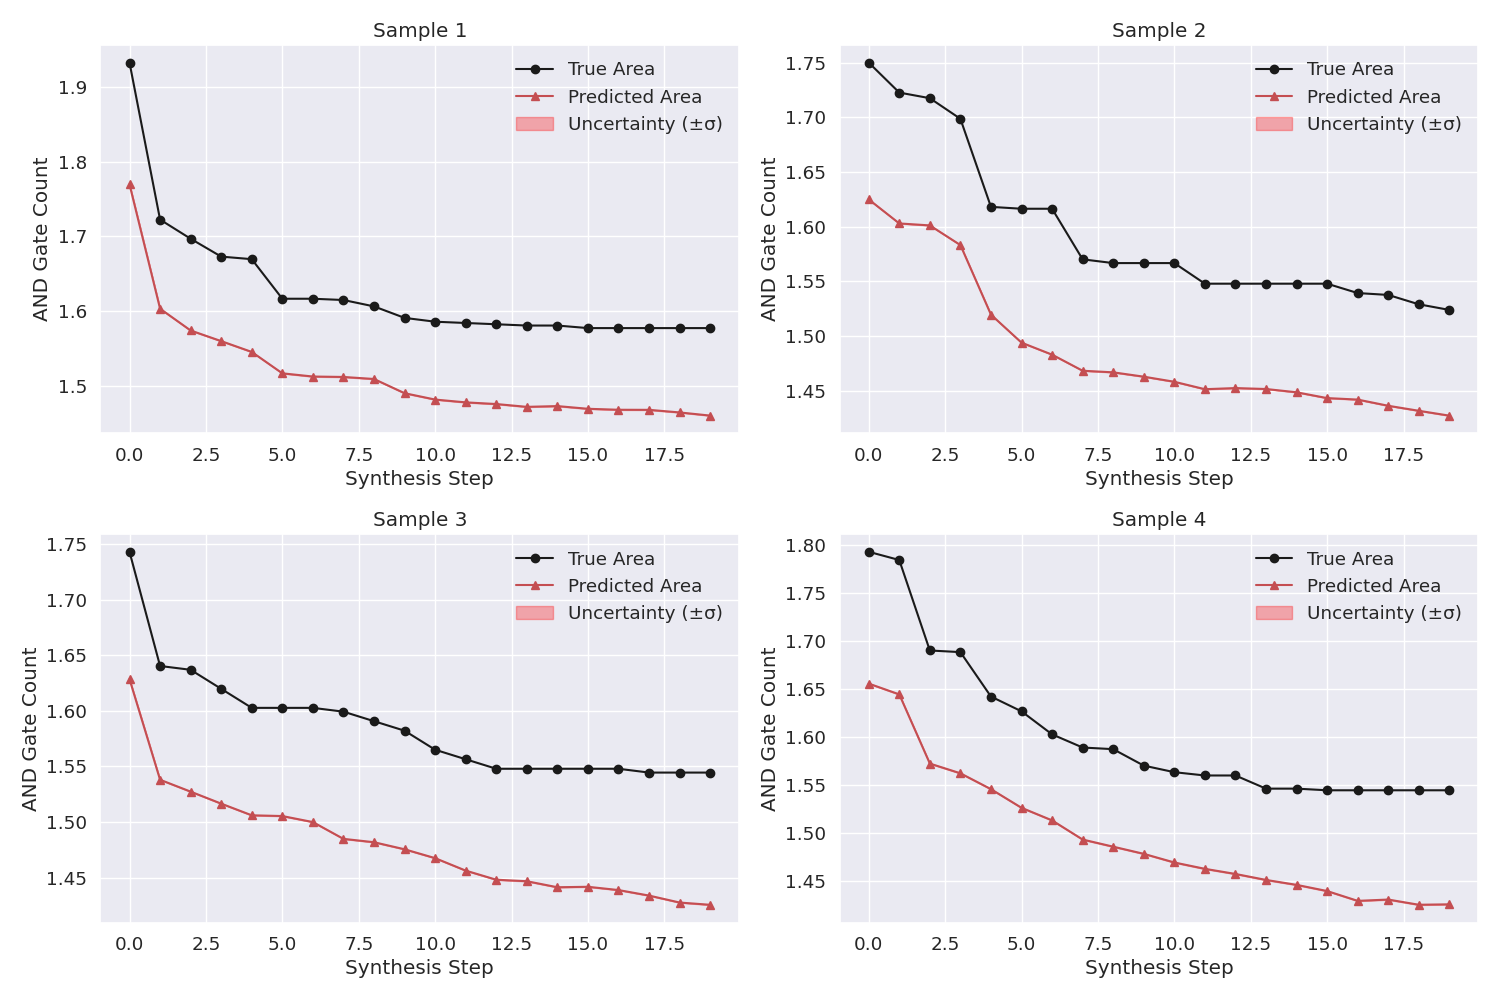 Sample 1
True Area
Predicted Area
Uncertainty (±σ)
AND Gate Count
1.9
1.8
1.7
1.6
1.5
0.0 2.5 5.0 7.5 10.0 12.5 15.0 17.5
Synthesis Step
Sample 2
True Area
Predicted Area
Uncertainty (±σ)
AND Gate Count
1.75
1.70
1.65
1.60
1.55
1.50
1.45
0.0 2.5 5.0 7.5 10.0 12.5 15.0 17.5
Synthesis Step
Sample 3
True Area
Predicted Area
Uncertainty (±σ)
AND Gate Count
1.75
1.70
1.65
1.60
1.55
1.50
1.45
0.0 2.5 5.0 7.5 10.0 12.5 15.0 17.5
Synthesis Step
Sample 4
True Area
Predicted Area
Uncertainty (±σ)
AND Gate Count
1.80
1.75
1.70
1.65
1.60
1.55
1.50
1.45
0.0 2.5 5.0 7.5 10.0 12.5 15.0 17.5
Synthesis Step